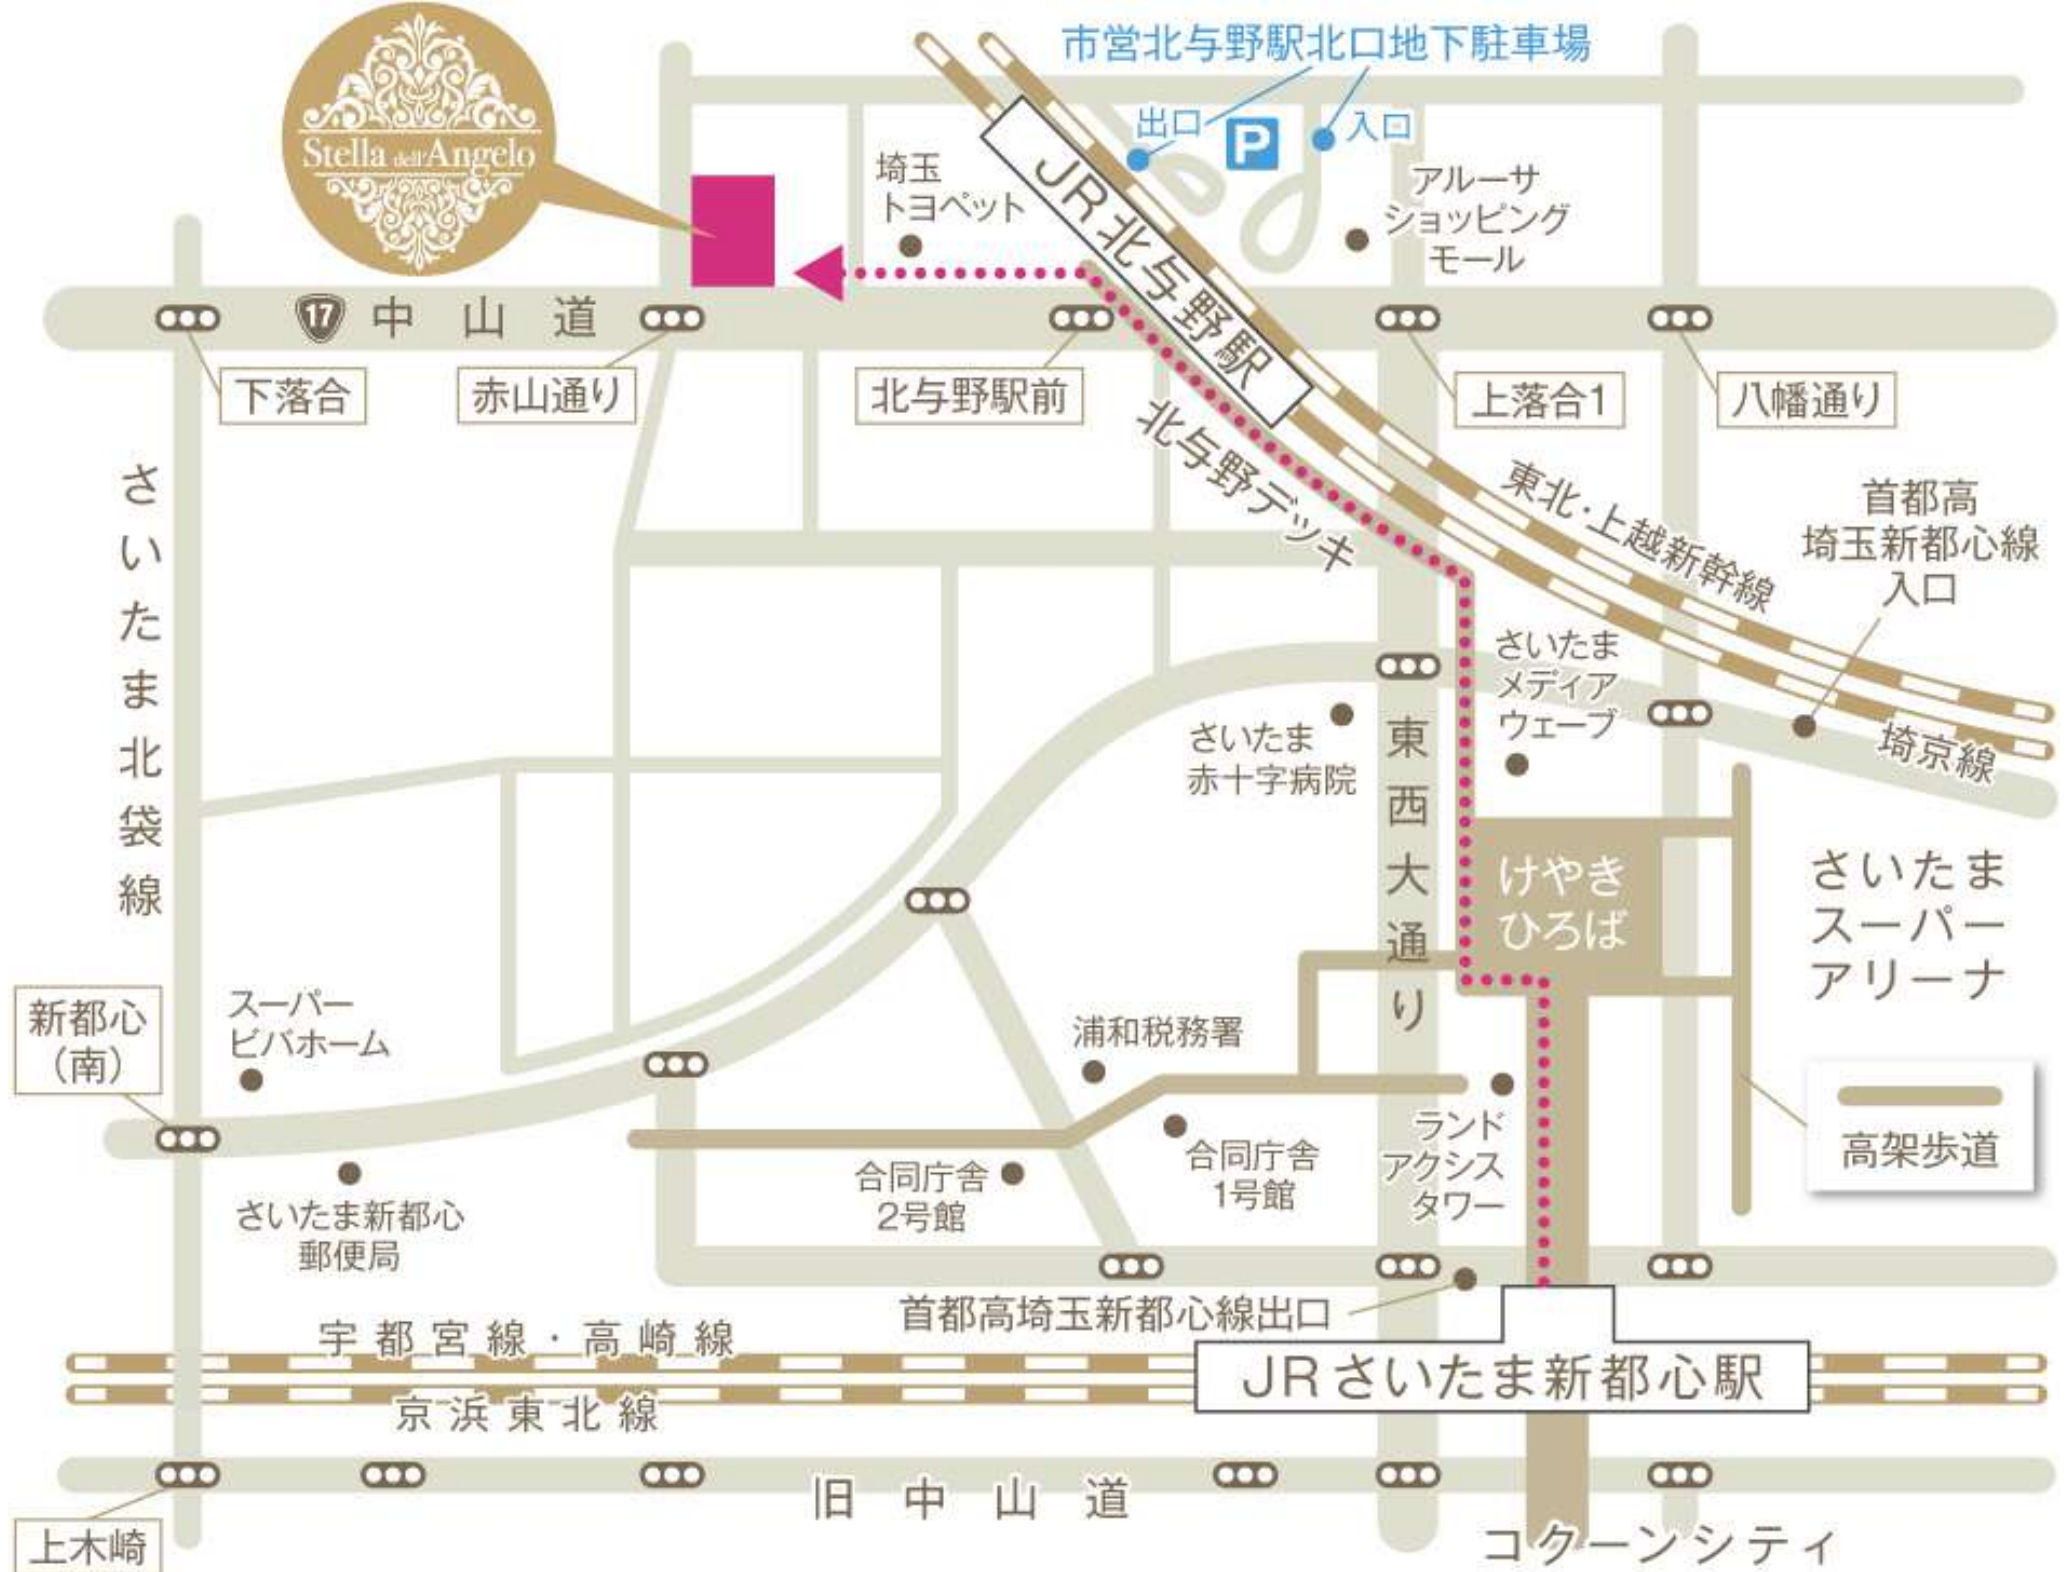 市営北与野駅北口地下駐車場
出口
P
入口
Stella dell'Angelo
埼玉
トヨペット
JR北与野駅
アルーサ
ショッピング
モール
17
中山道
下落合
赤山通り
北与野駅前
上落合1
八幡通り
北与野デッキ
東北・上越新幹線
首都高
埼玉新都心線
入口
さいたま北袋線
さいたま
メディア
ウェーブ
埼京線
さいたま
赤十字病院
東西大通り
けやき
ひろば
さいたま
スーパー
アリーナ
新都心
(南)
スーパー
ビバホーム
浦和税務署
高架歩道
ランド
アクシス
タワー
合同庁舎
1号館
合同庁舎
2号館
さいたま新都心
郵便局
首都高埼玉新都心線出口
宇都宮線・高崎線
JRさいたま新都心駅
京浜東北線
旧中山道
上木崎
コクーンシティ